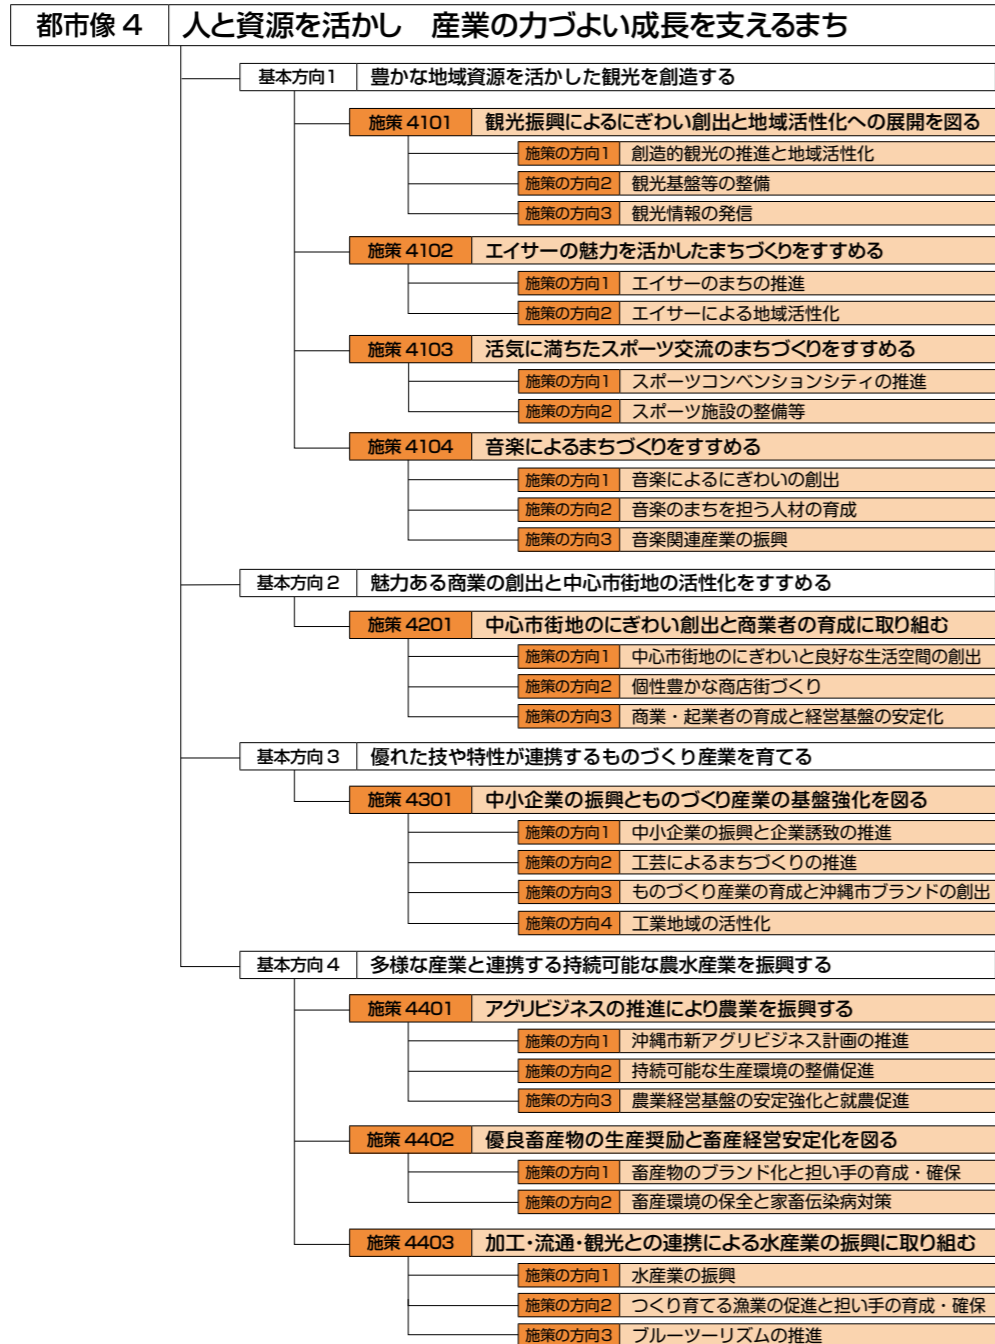 都市像 4 人と資源を活かし　産業の力づよい成長を支えるまち
基本方向1 豊かな地域資源を活かした観光を創造する
施策 4101 観光振興によるにぎわい創出と地域活性化への展開を図る
施策の方向1 創造的観光の推進と地域活性化
施策の方向2 観光基盤等の整備
施策の方向3 観光情報の発信
施策 4102 エイサーの魅力を活かしたまちづくりをすすめる
施策の方向1 エイサーのまちの推進
施策の方向2 エイサーによる地域活性化
施策 4103 活気に満ちたスポーツ交流のまちづくりをすすめる
施策の方向1 スポーツコンベンションシティの推進
施策の方向2 スポーツ施設の整備等
施策 4104 音楽によるまちづくりをすすめる
施策の方向1 音楽によるにぎわいの創出
施策の方向2 音楽のまちを担う人材の育成
施策の方向3 音楽関連産業の振興
基本方向2 魅力ある商業の創出と中心市街地の活性化をすすめる
施策 4201 中心市街地のにぎわい創出と商業者の育成に取り組む
施策の方向1 中心市街地のにぎわいと良好な生活空間の創出
施策の方向2 個性豊かな商店街づくり
施策の方向3 商業・起業者の育成と経営基盤の安定化
基本方向3 優れた技や特性が連携するものづくり産業を育てる
施策 4301 中小企業の振興とものづくり産業の基盤強化を図る
施策の方向1 中小企業の振興と企業誘致の推進
施策の方向2 工芸によるまちづくりの推進
施策の方向3 ものづくり産業の育成と沖縄市ブランドの創出
施策の方向4 工業地域の活性化
基本方向4 多様な産業と連携する持続可能な農水産業を振興する
施策 4401 アグリビジネスの推進により農業を振興する
施策の方向1 沖縄市新アグリビジネス計画の推進
施策の方向2 持続可能な生産環境の整備促進
施策の方向3 農業経営基盤の安定強化と就農促進
施策 4402 優良畜産物の生産奨励と畜産経営安定化を図る
施策の方向1 畜産物のブランド化と担い手の育成・確保
施策の方向2 畜産環境の保全と家畜伝染病対策
施策 4403 加工・流通・観光との連携による水産業の振興に取り組む
施策の方向1 水産業の振興
施策の方向2 つくり育てる漁業の促進と担い手の育成・確保
施策の方向3 ブルーツーリズムの推進